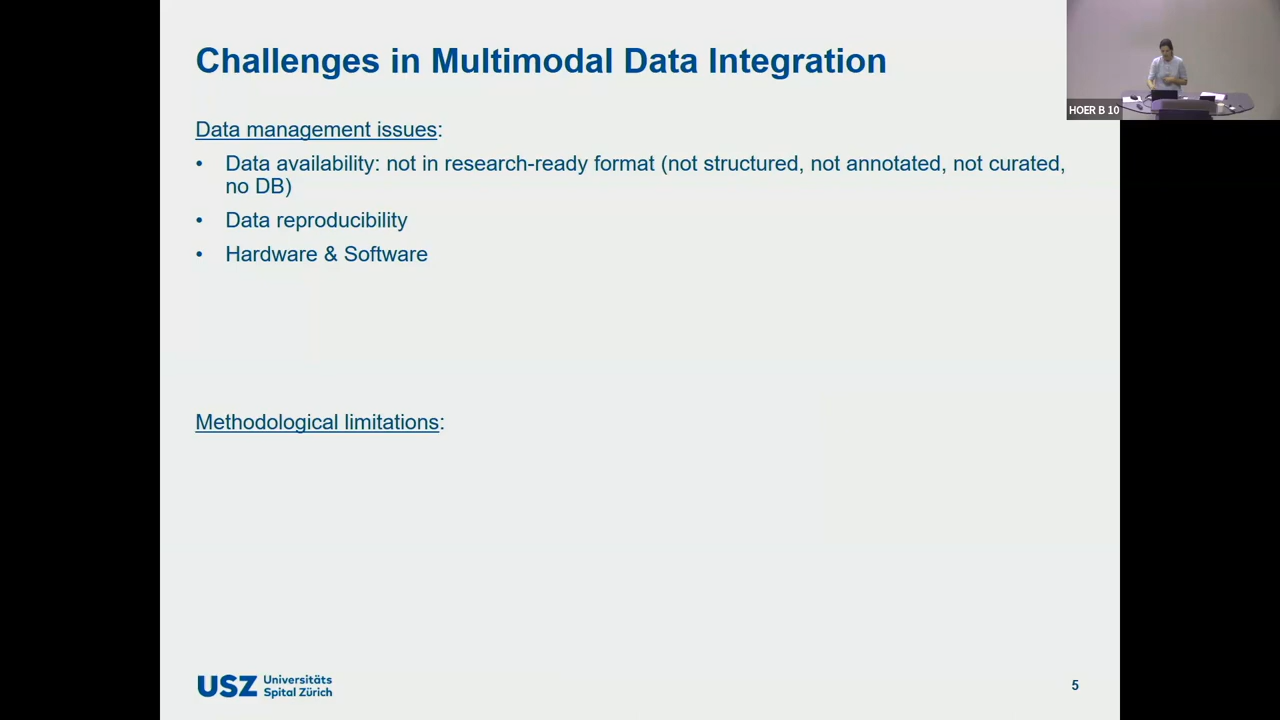 Challenges in Multimodal Data Integration
HOER B 10
Data management issues:
• Data availability: not in research-ready format (not structured, not annotated, not curated,
no DB)
• Data reproducibility
• Hardware & Software
Methodological limitations:
USZ Universitäts
Spital Zürich
5